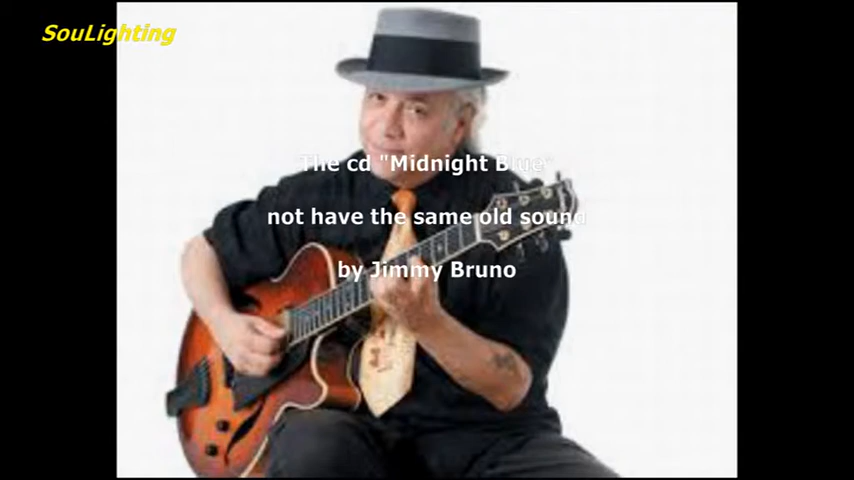 SouLighting
The cd "Midnight Blue"
not have the same old sound
by Jimmy Bruno